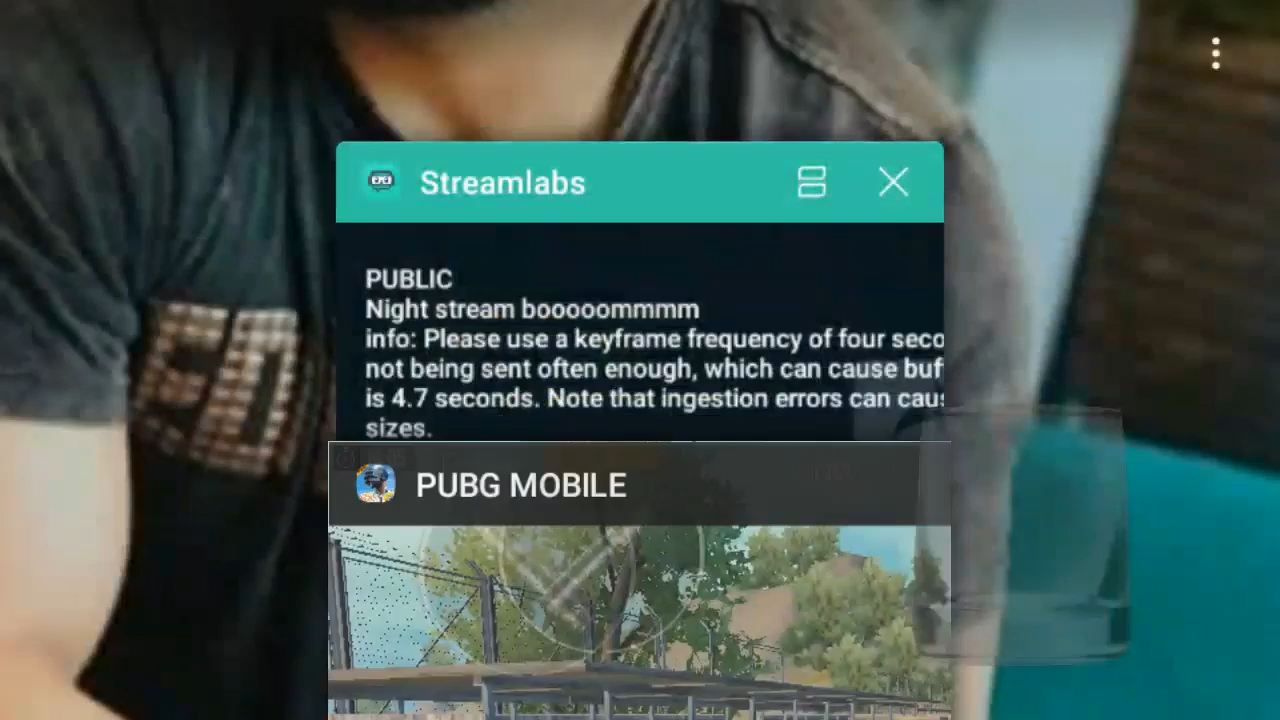 Streamlabs
PUBLIC
Night stream booooommmm
info: Please use a keyframe frequency of four seco
not being sent often enough, which can cause buf
is 4.7 seconds. Note that ingestion errors can cau
sizes.
PUBG MOBILE